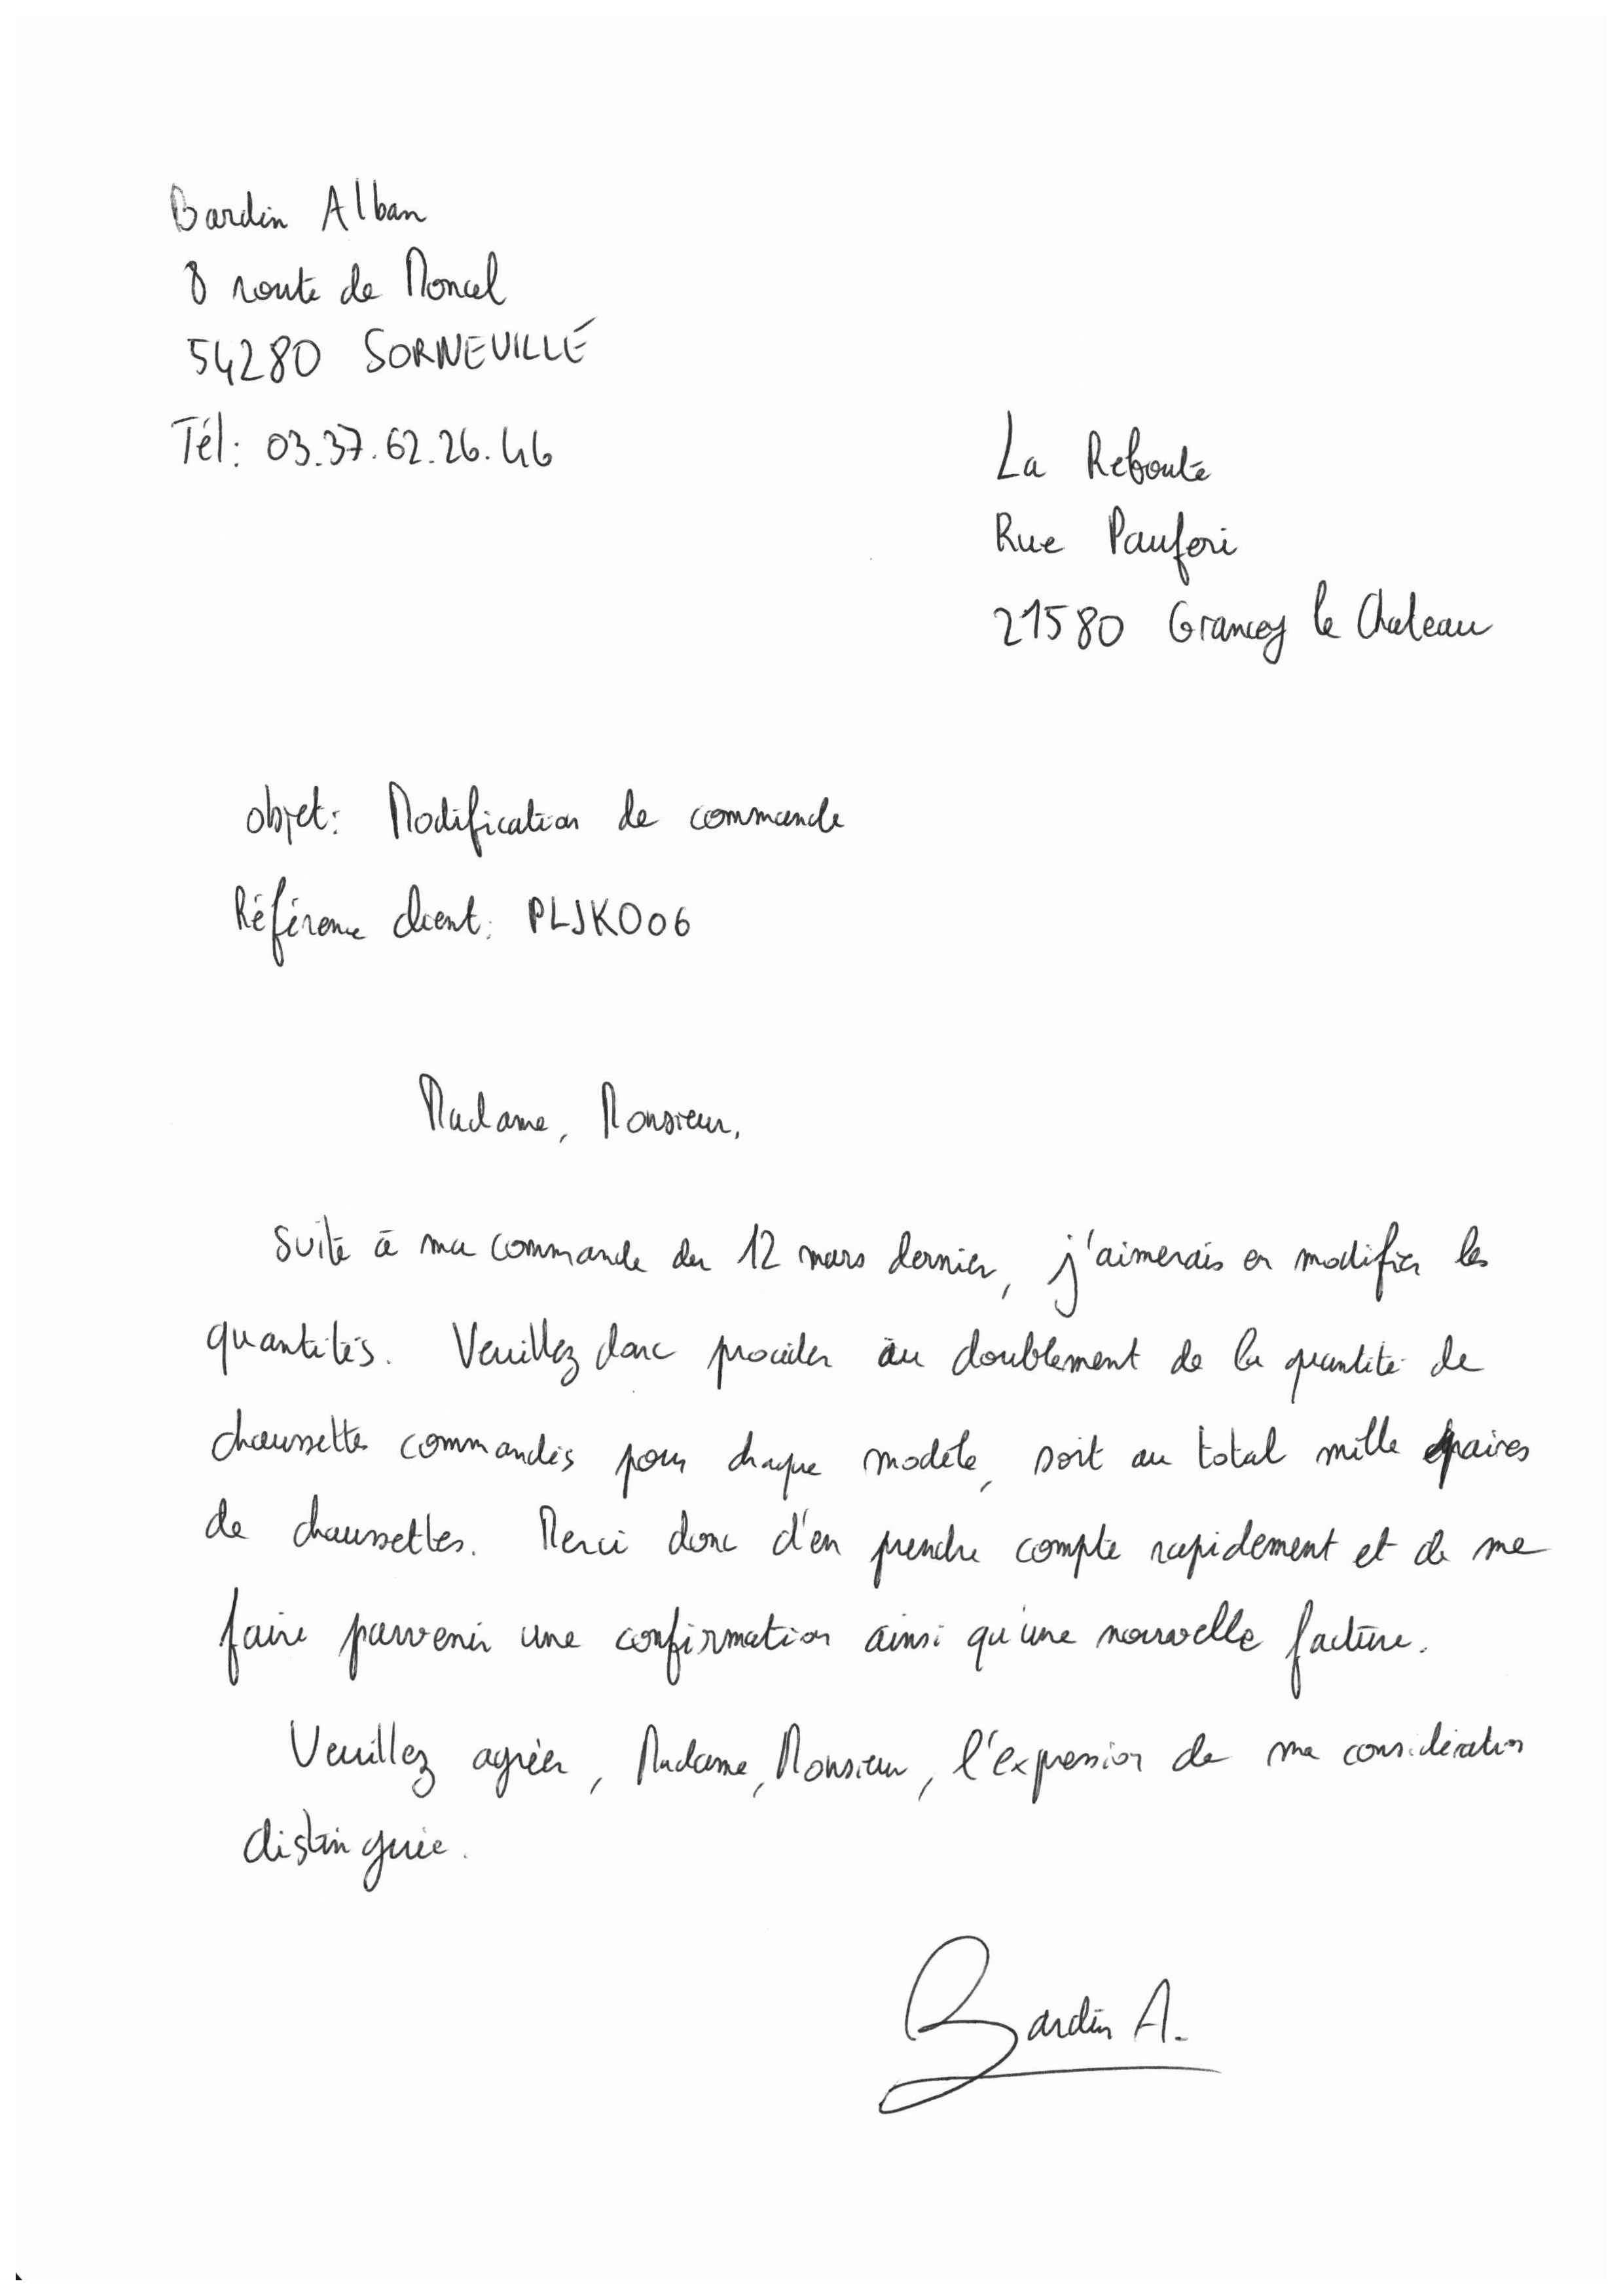 Bardin Alban
8 route de Moncel
54280 SORNEVILLE
Tél: 03.37.62.26.46
La Reboute
Rue Pauferi
21580 Grancey le Chateau
objet: Modification de commande
Référence client: PLJK006
Madame, Monsieur,
Suite à ma commande du 12 mars dernier, j'aimerais en modifier les
quantités. Veuillez donc procéder au doublement de la quantité de
chaussettes commandés pour chaque modèle, soit au total mille paires
de chaussettes. Merci donc d'en prendre compte rapidement et de me
faire parvenir une confirmation ainsi qu'une nouvelle facture.
Veuillez agréer, Madame, Monsieur, l'expression de ma considération
distinguée.
Bardin A.